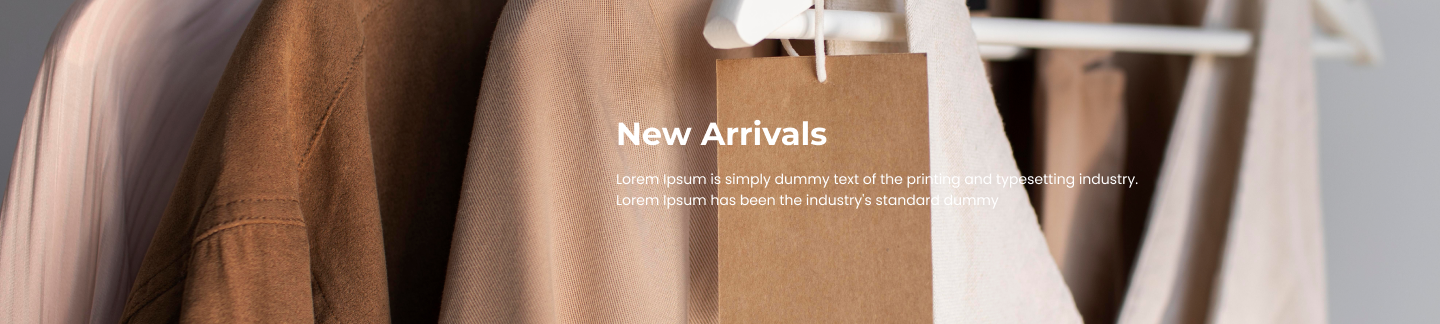 New Arrivals
Lorem Ipsum is simply dummy text of the printing and typesetting industry.
Lorem Ipsum has been the industry's standard dummy